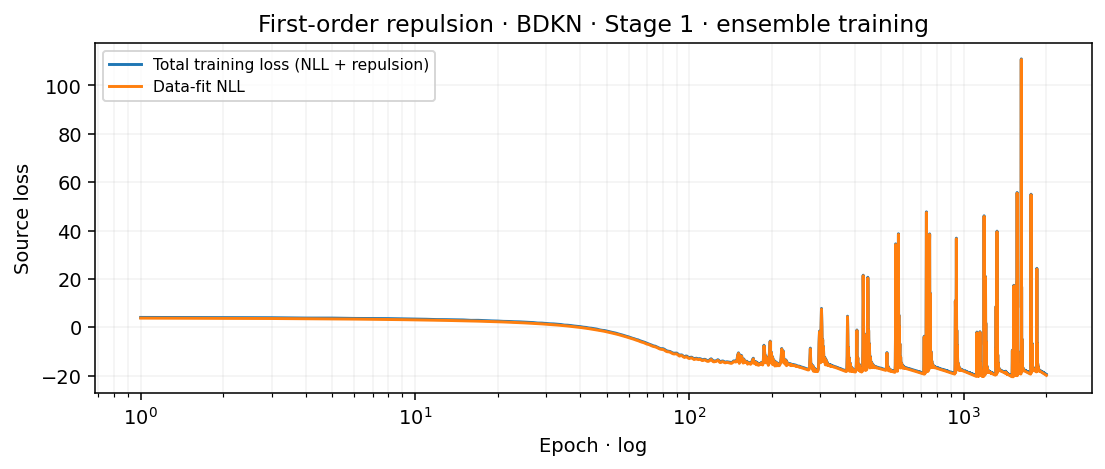 First-order repulsion · BDKN · Stage 1 · ensemble training
Total training loss (NLL + repulsion)
Data-fit NLL
Source loss
100
80
60
40
20
0
−20
10⁰
10¹
10²
10³
Epoch · log